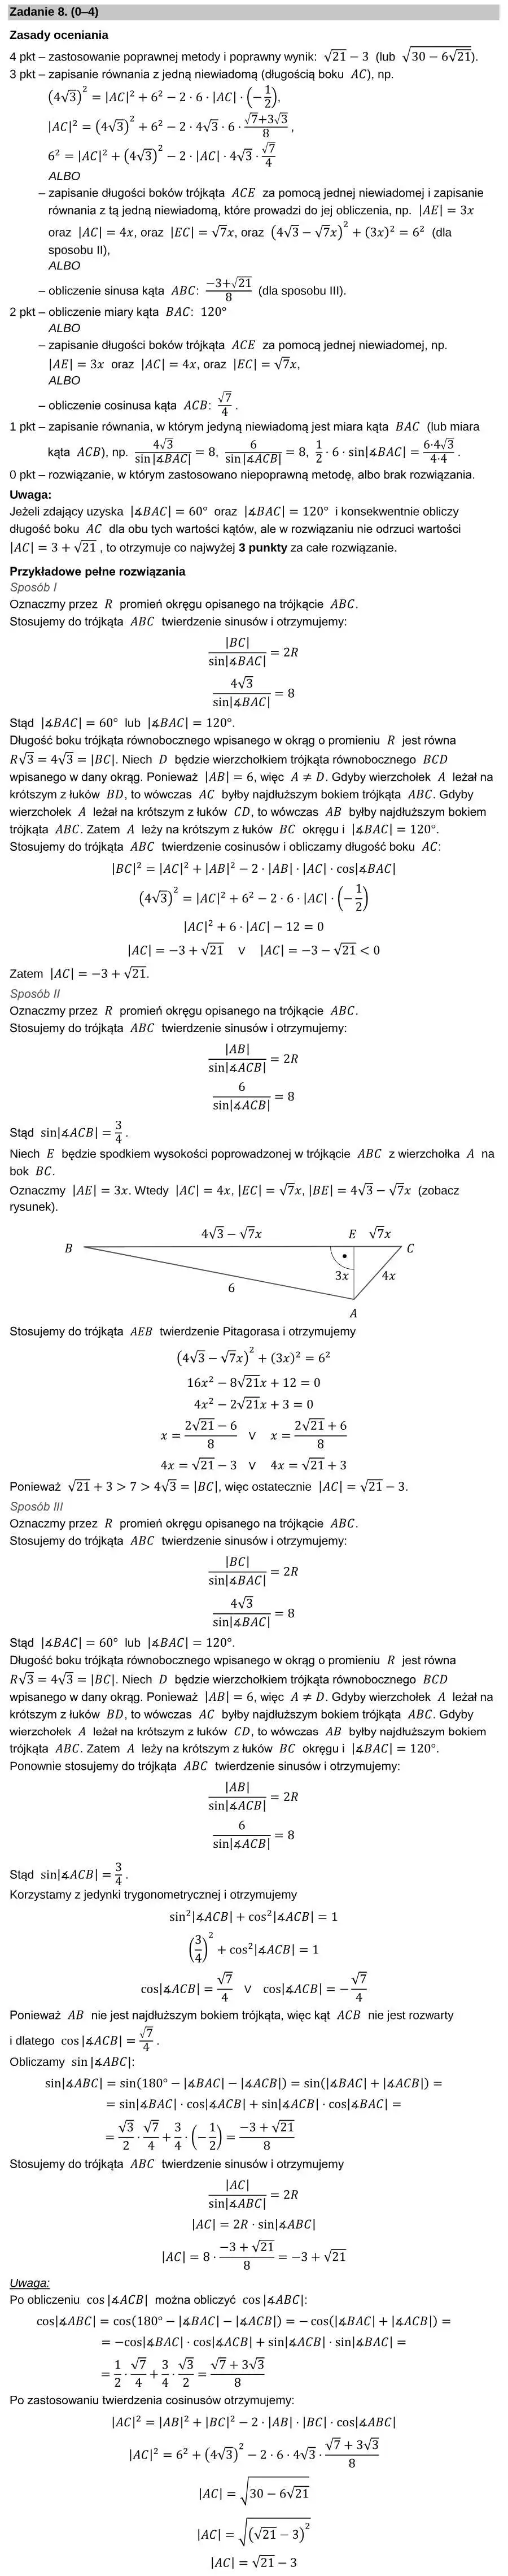 Zadanie 8. (0–4)
Zasady oceniania
4 pkt – zastosowanie poprawnej metody i poprawny wynik: √21 − 3 (lub √(30 − 6√21)).
3 pkt – zapisanie równania z jedną niewiadomą (długością boku AC), np.
(4√3)² = |AC|² + 6² − 2 · 6 · |AC| · (−1/2),
|AC|² = (4√3)² + 6² − 2 · 4√3 · 6 · (√7+3√3)/8 ,
6² = |AC|² + (4√3)² − 2 · |AC| · 4√3 · √7/4
ALBO
– zapisanie długości boków trójkąta ACE za pomocą jednej niewiadomej i zapisanie
równania z tą jedną niewiadomą, które prowadzi do jej obliczenia, np. |AE| = 3x
oraz |AC| = 4x, oraz |EC| = √7x, oraz (4√3 − √7x)² + (3x)² = 6² (dla
sposobu II),
ALBO
– obliczenie sinusa kąta ABC: (−3+√21)/8 (dla sposobu III).
2 pkt – obliczenie miary kąta BAC: 120°
ALBO
– zapisanie długości boków trójkąta ACE za pomocą jednej niewiadomej, np.
|AE| = 3x oraz |AC| = 4x, oraz |EC| = √7x,
ALBO
– obliczenie cosinusa kąta ACB: √7/4 .
1 pkt – zapisanie równania, w którym jedyną niewiadomą jest miara kąta BAC (lub miara
kąta ACB), np. 4√3/sin|∡BAC| = 8, 6/sin|∡ACB| = 8, 1/2 · 6 · sin|∡BAC| = (6·4√3)/(4·4) .
0 pkt – rozwiązanie, w którym zastosowano niepoprawną metodę, albo brak rozwiązania.
Uwaga:
Jeżeli zdający uzyska |∡BAC| = 60° oraz |∡BAC| = 120° i konsekwentnie obliczy
długość boku AC dla obu tych wartości kątów, ale w rozwiązaniu nie odrzuci wartości
|AC| = 3 + √21 , to otrzymuje co najwyżej 3 punkty za całe rozwiązanie.
Przykładowe pełne rozwiązania
Sposób I
Oznaczmy przez R promień okręgu opisanego na trójkącie ABC.
Stosujemy do trójkąta ABC twierdzenie sinusów i otrzymujemy:
|BC|/sin|∡BAC| = 2R
4√3/sin|∡BAC| = 8
Stąd |∡BAC| = 60° lub |∡BAC| = 120°.
Długość boku trójkąta równobocznego wpisanego w okrąg o promieniu R jest równa
R√3 = 4√3 = |BC|. Niech D będzie wierzchołkiem trójkąta równobocznego BCD
wpisanego w dany okrąg. Ponieważ |AB| = 6, więc A ≠ D. Gdyby wierzchołek A leżał na
krótszym z łuków BD, to wówczas AC byłby najdłuższym bokiem trójkąta ABC. Gdyby
wierzchołek A leżał na krótszym z łuków CD, to wówczas AB byłby najdłuższym bokiem
trójkąta ABC. Zatem A leży na krótszym z łuków BC okręgu i |∡BAC| = 120°.
Stosujemy do trójkąta ABC twierdzenie cosinusów i obliczamy długość boku AC:
|BC|² = |AC|² + |AB|² − 2 · |AB| · |AC| · cos|∡BAC|
(4√3)² = |AC|² + 6² − 2 · 6 · |AC| · (−1/2)
|AC|² + 6 · |AC| − 12 = 0
|AC| = −3 + √21 ∨ |AC| = −3 − √21 < 0
Zatem |AC| = −3 + √21.
Sposób II
Oznaczmy przez R promień okręgu opisanego na trójkącie ABC.
Stosujemy do trójkąta ABC twierdzenie sinusów i otrzymujemy:
|AB|/sin|∡ACB| = 2R
6/sin|∡ACB| = 8
Stąd sin|∡ACB| = 3/4 .
Niech E będzie spodkiem wysokości poprowadzonej w trójkącie ABC z wierzchołka A na
bok BC.
Oznaczmy |AE| = 3x. Wtedy |AC| = 4x, |EC| = √7x, |BE| = 4√3 − √7x (zobacz
rysunek).
4√3 − √7x E √7x
B C
3x 4x
6
A
Stosujemy do trójkąta AEB twierdzenie Pitagorasa i otrzymujemy
(4√3 − √7x)² + (3x)² = 6²
16x² − 8√21x + 12 = 0
4x² − 2√21x + 3 = 0
x = (2√21 − 6)/8 ∨ x = (2√21 + 6)/8
4x = √21 − 3 ∨ 4x = √21 + 3
Ponieważ √21 + 3 > 7 > 4√3 = |BC|, więc ostatecznie |AC| = √21 − 3.
Sposób III
Oznaczmy przez R promień okręgu opisanego na trójkącie ABC.
Stosujemy do trójkąta ABC twierdzenie sinusów i otrzymujemy:
|BC|/sin|∡BAC| = 2R
4√3/sin|∡BAC| = 8
Stąd |∡BAC| = 60° lub |∡BAC| = 120°.
Długość boku trójkąta równobocznego wpisanego w okrąg o promieniu R jest równa
R√3 = 4√3 = |BC|. Niech D będzie wierzchołkiem trójkąta równobocznego BCD
wpisanego w dany okrąg. Ponieważ |AB| = 6, więc A ≠ D. Gdyby wierzchołek A leżał na
krótszym z łuków BD, to wówczas AC byłby najdłuższym bokiem trójkąta ABC. Gdyby
wierzchołek A leżał na krótszym z łuków CD, to wówczas AB byłby najdłuższym bokiem
trójkąta ABC. Zatem A leży na krótszym z łuków BC okręgu i |∡BAC| = 120°.
Ponownie stosujemy do trójkąta ABC twierdzenie sinusów i otrzymujemy:
|AB|/sin|∡ACB| = 2R
6/sin|∡ACB| = 8
Stąd sin|∡ACB| = 3/4 .
Korzystamy z jedynki trygonometrycznej i otrzymujemy
sin²|∡ACB| + cos²|∡ACB| = 1
(3/4)² + cos²|∡ACB| = 1
cos|∡ACB| = √7/4 ∨ cos|∡ACB| = −√7/4
Ponieważ AB nie jest najdłuższym bokiem trójkąta, więc kąt ACB nie jest rozwarty
i dlatego cos|∡ACB| = √7/4 .
Obliczamy sin|∡ABC|:
sin|∡ABC| = sin(180° − |∡BAC| − |∡ACB|) = sin(|∡BAC| + |∡ACB|) =
= sin|∡BAC| · cos|∡ACB| + sin|∡ACB| · cos|∡BAC| =
= √3/2 · √7/4 + 3/4 · (−1/2) = (−3 + √21)/8
Stosujemy do trójkąta ABC twierdzenie sinusów i otrzymujemy
|AC|/sin|∡ABC| = 2R
|AC| = 2R · sin|∡ABC|
|AC| = 8 · (−3 + √21)/8 = −3 + √21
Uwaga:
Po obliczeniu cos|∡ACB| można obliczyć cos|∡ABC|:
cos|∡ABC| = cos(180° − |∡BAC| − |∡ACB|) = − cos(|∡BAC| + |∡ACB|) =
= −cos|∡BAC| · cos|∡ACB| + sin|∡ACB| · sin|∡BAC| =
= 1/2 · √7/4 + 3/4 · √3/2 = (√7 + 3√3)/8
Po zastosowaniu twierdzenia cosinusów otrzymujemy:
|AC|² = |AB|² + |BC|² − 2 · |AB| · |BC| · cos|∡ABC|
|AC|² = 6² + (4√3)² − 2 · 6 · 4√3 · (√7 + 3√3)/8
|AC| = √(30 − 6√21)
|AC| = √((√21 − 3)²)
|AC| = √21 − 3